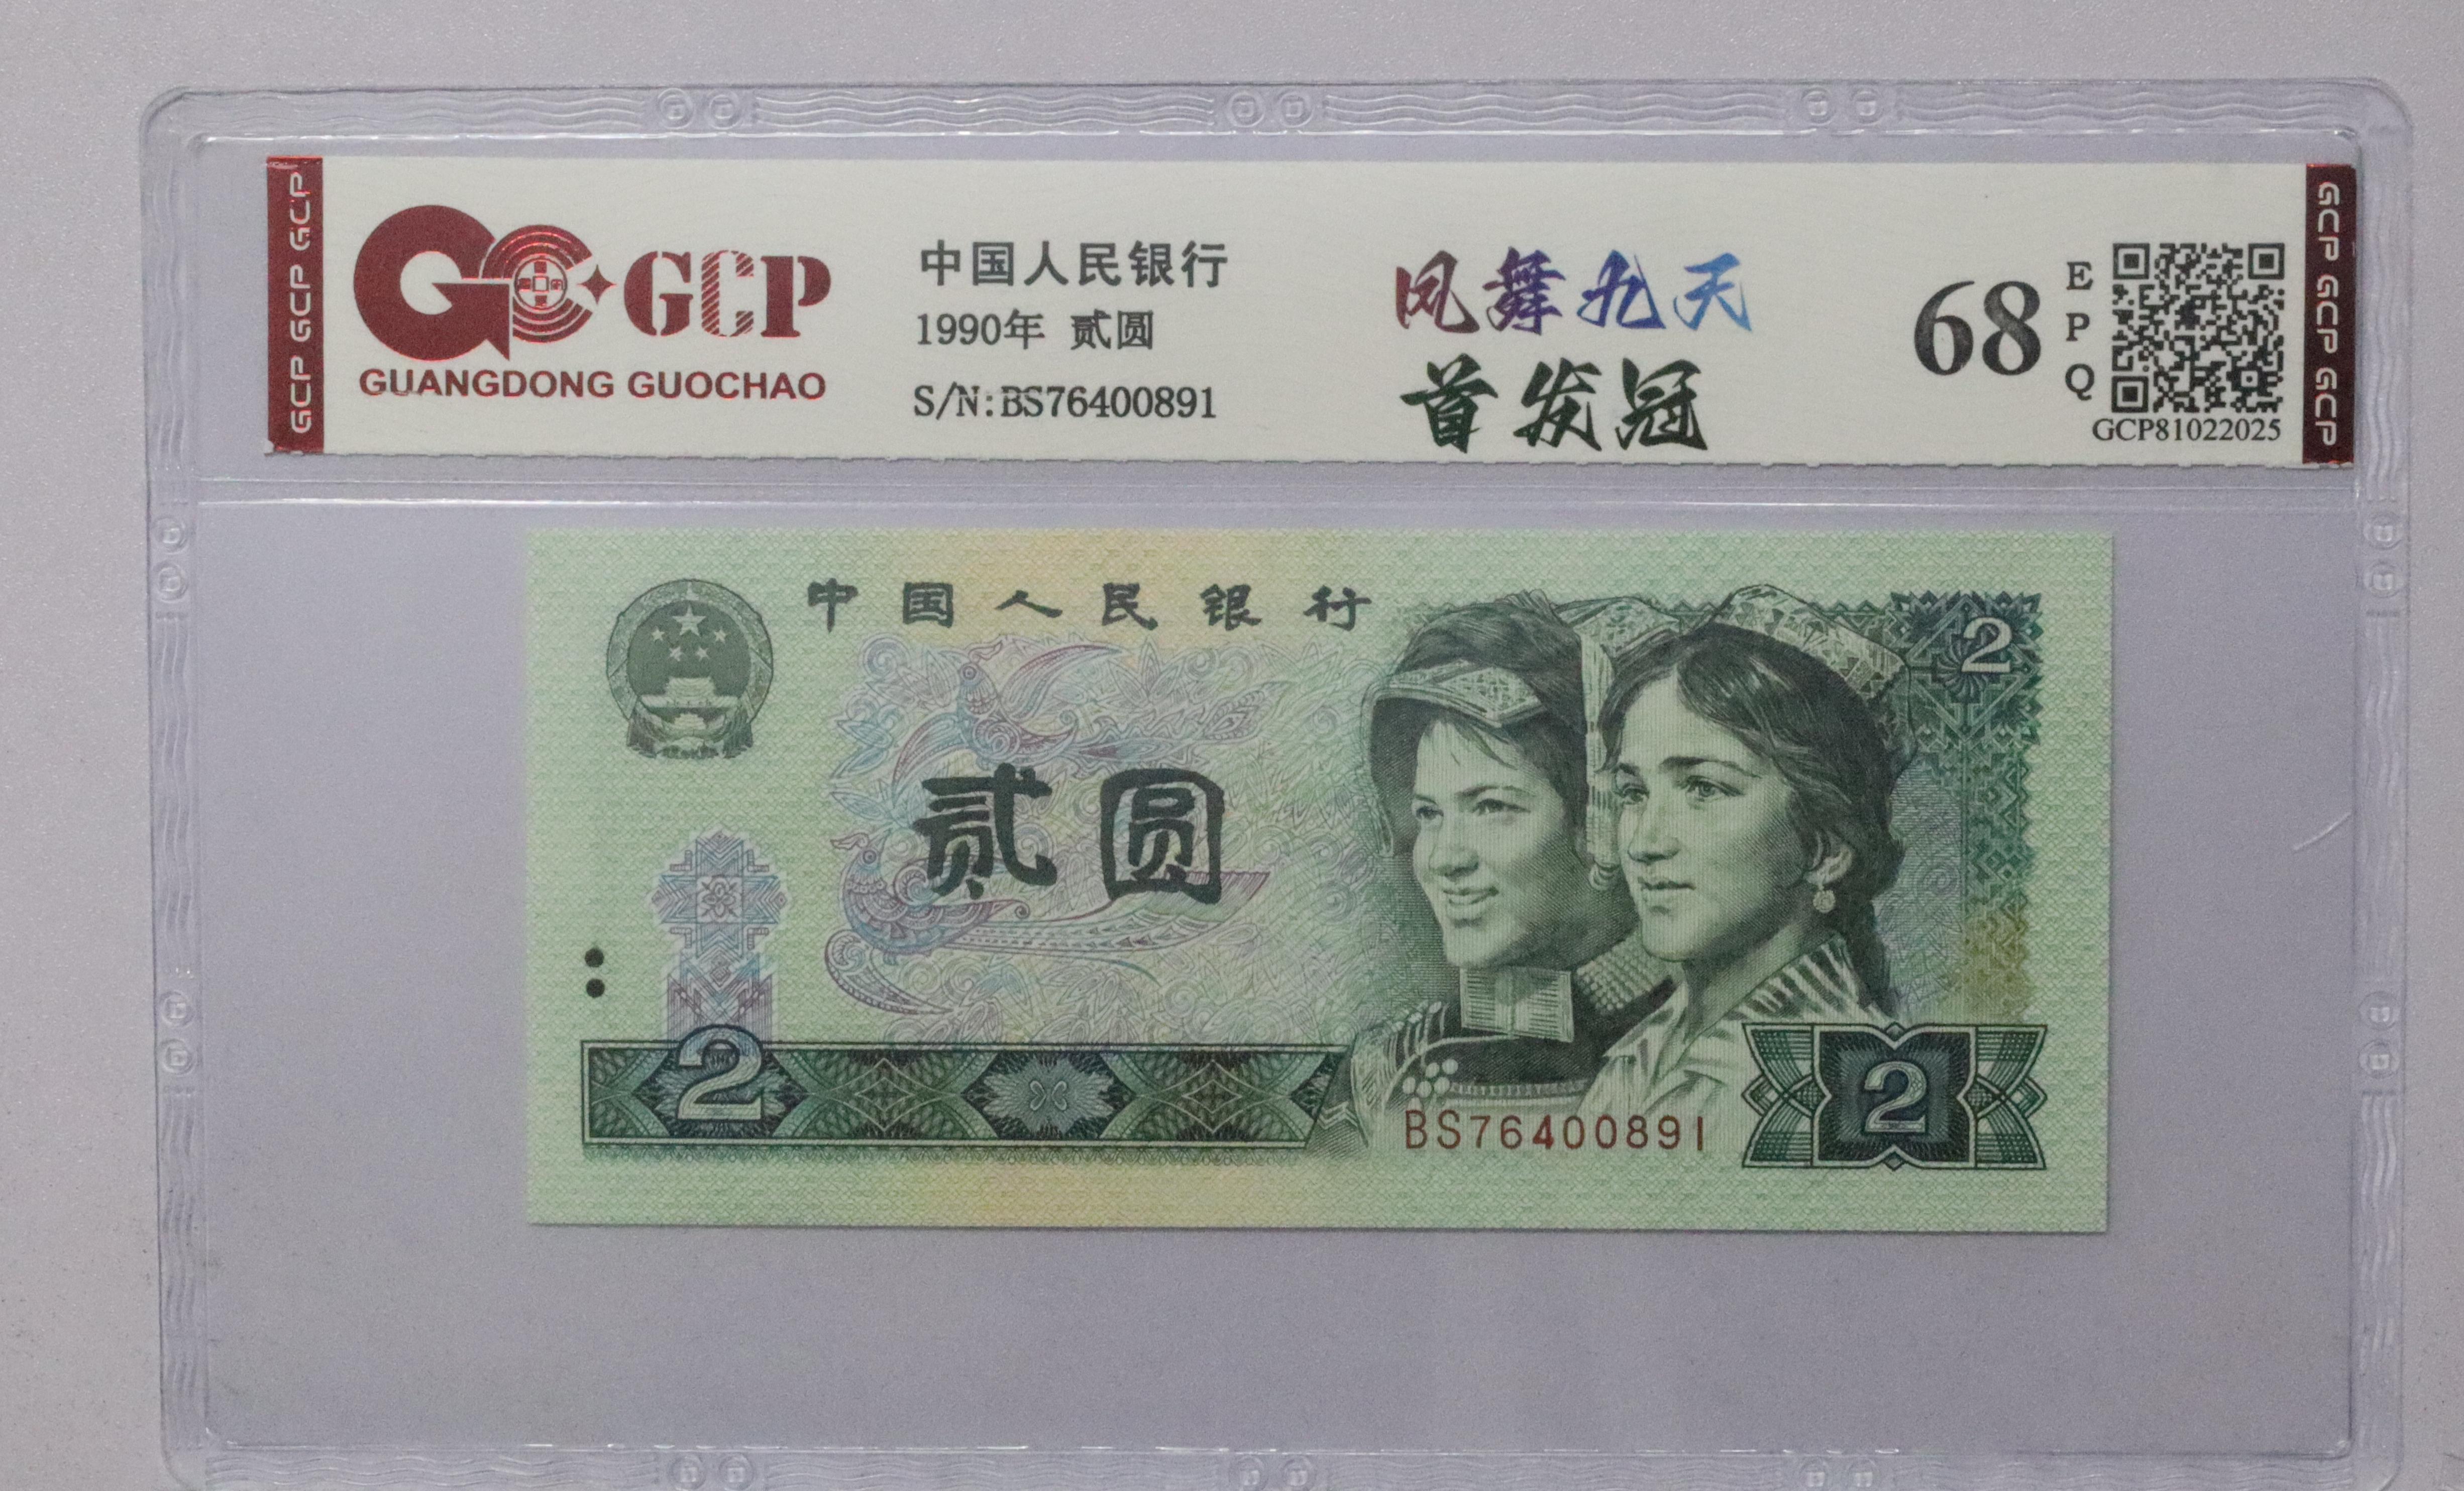 GCP GCP GCP
GCP
GUANGDONG GUOCHAO
中国人民银行
1990年 贰圆
S/N:BS76400891
凤舞九天
首发冠
68
EPQ
GCP81022025
GCP GCP GCP
中国人民银行
2
贰圆
2
BS76400891
2